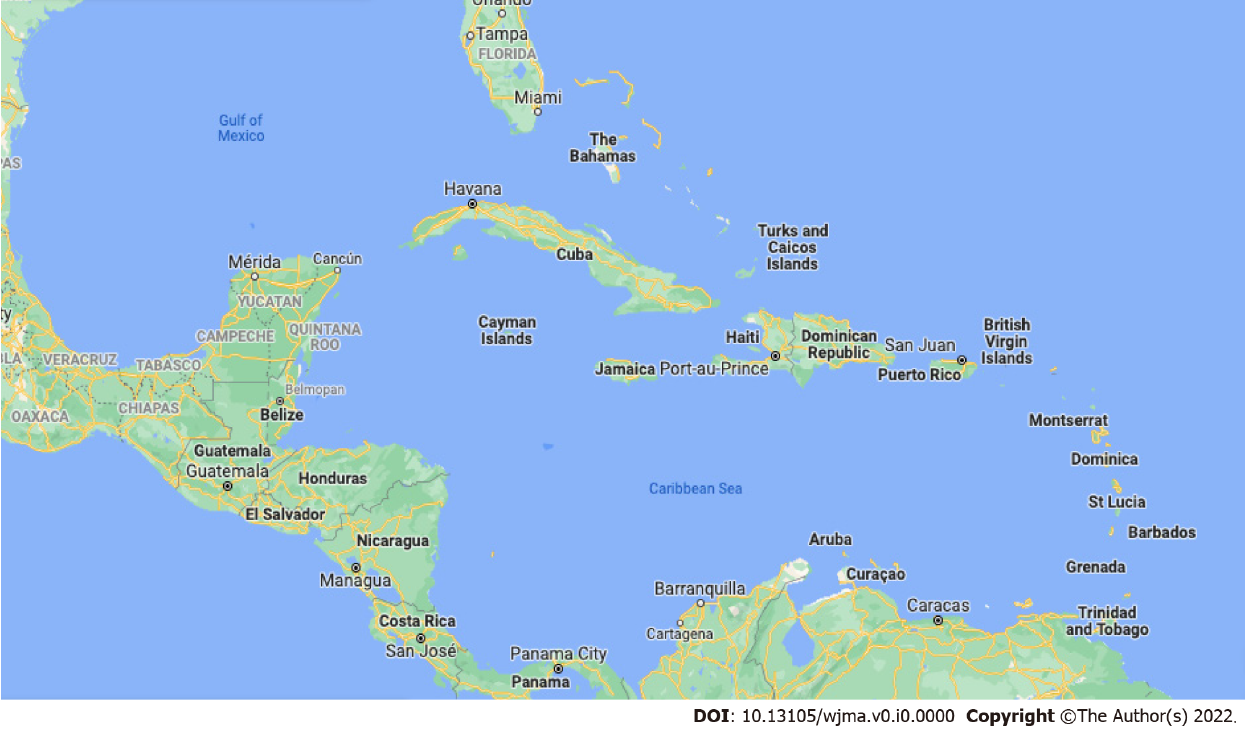 Orlando
Tampa
FLORIDA
Miami
Gulf of
Mexico
The
Bahamas
PAS
Havana
Turks and
Caicos
Islands
Cuba
Mérida
Cancún
YUCATAN
ty
Cayman
Islands
CAMPECHE
QUINTANA
ROO
Haiti
Dominican
Republic
San Juan
British
Virgin
Islands
BLA
VERACRUZ
TABASCO
Jamaica
Port-au-Prince
Puerto Rico
Belmopan
OAXACA
CHIAPAS
Belize
Montserrat
Guatemala
Guatemala
Honduras
Dominica
Caribbean Sea
St Lucia
El Salvador
Barbados
Nicaragua
Aruba
Managua
Curaçao
Grenada
Barranquilla
Caracas
Costa Rica
Cartagena
Trinidad
and Tobago
San José
Panama City
Panama
DOI: 10.13105/wjma.v0.i0.0000 Copyright ©The Author(s) 2022.